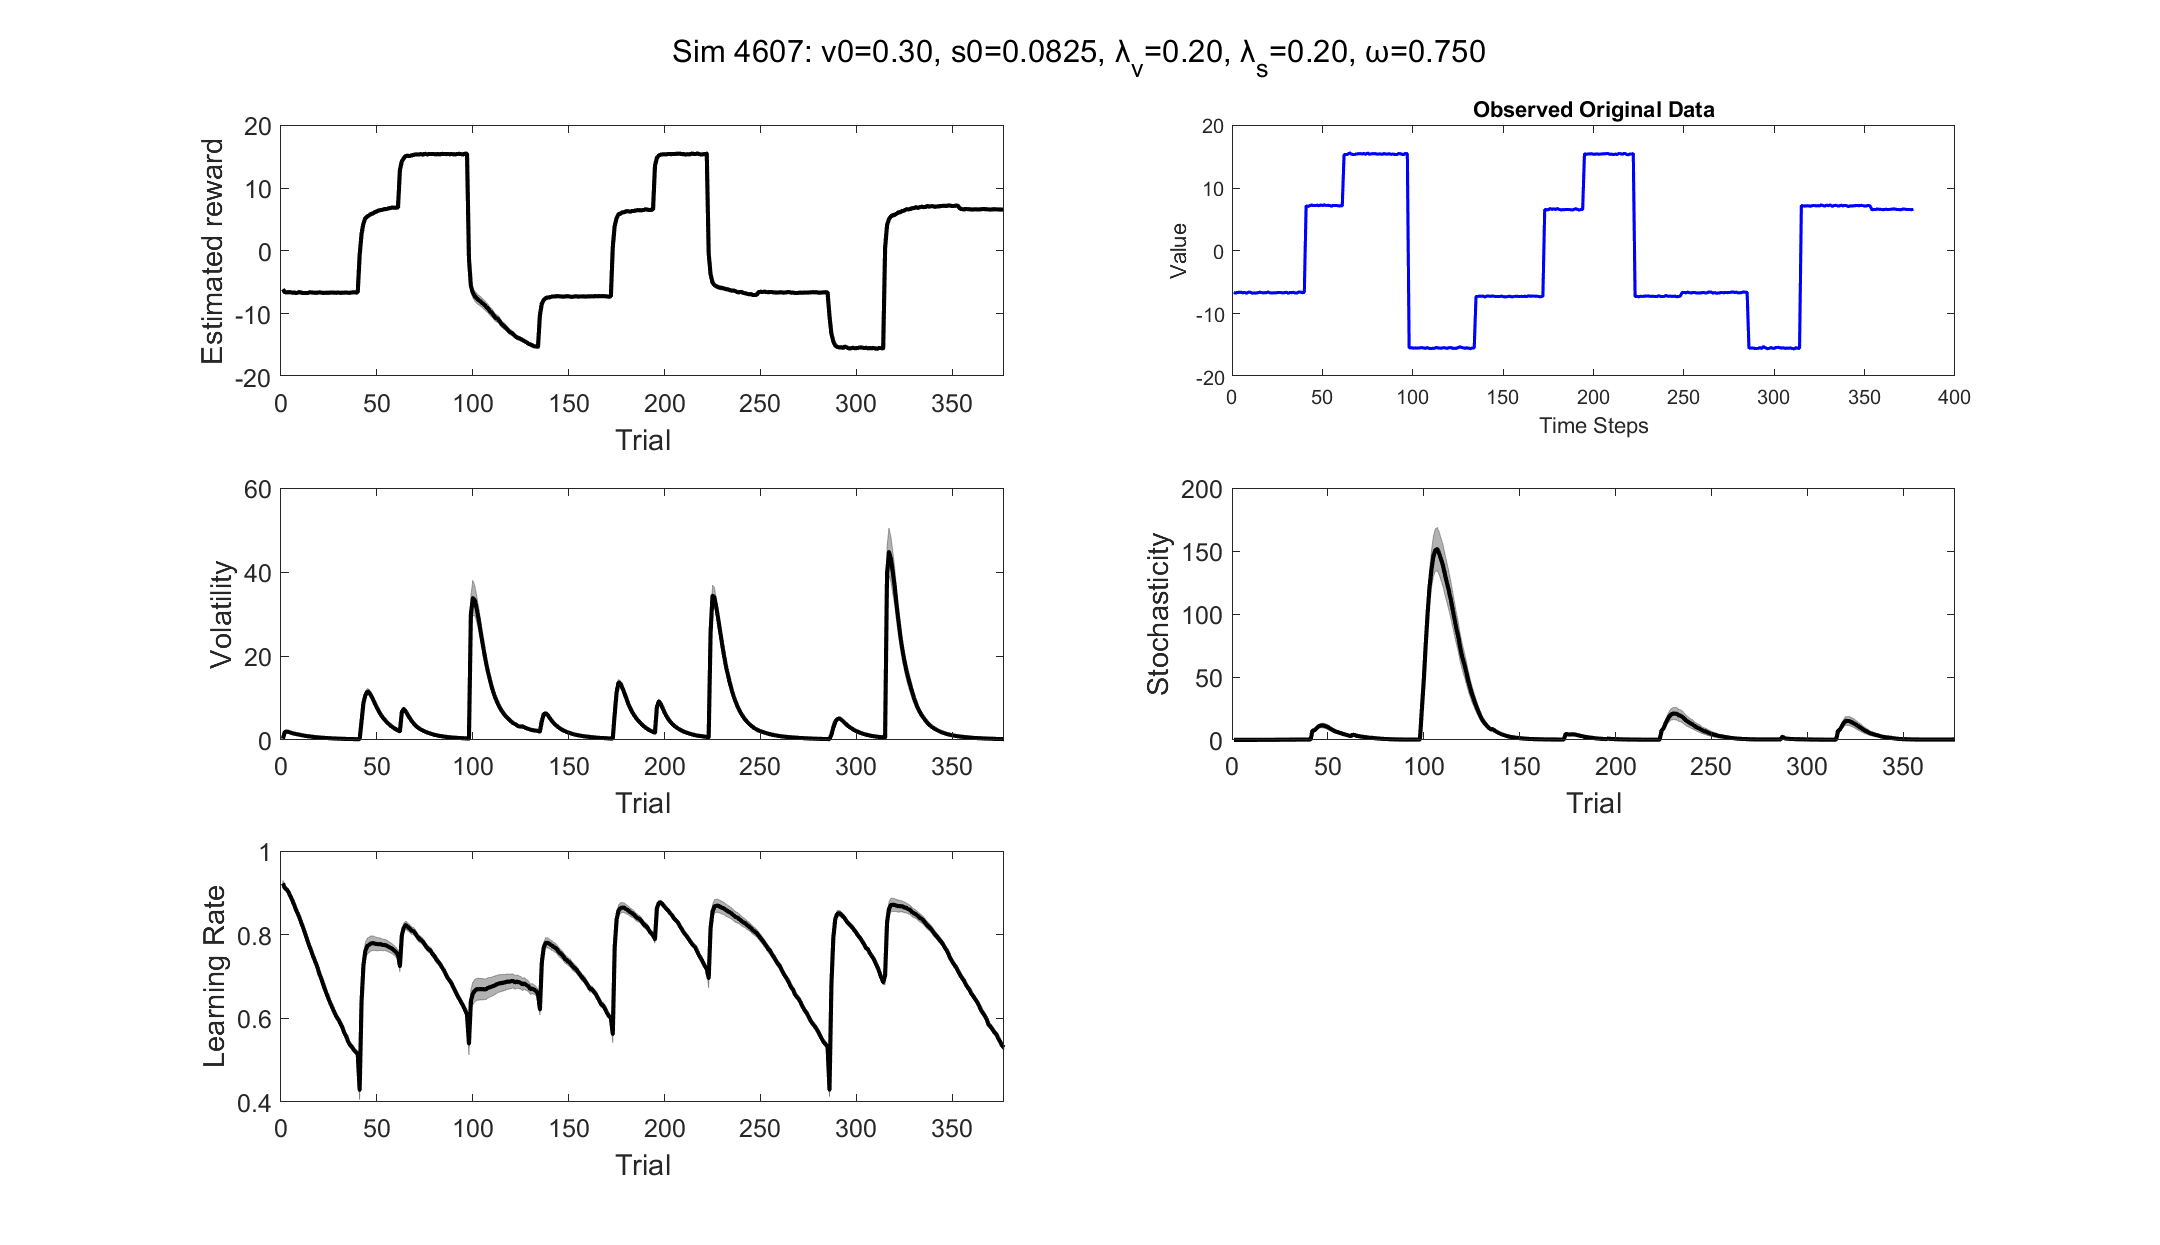 Sim 4607: v0=0.30, s0=0.0825, λv=0.20, λs=0.20, ω=0.750
Estimated reward
20
10
0
-10
-20
0 50 100 150 200 250 300 350
Trial
Observed Original Data
Value
20
10
0
-10
-20
0 50 100 150 200 250 300 350 400
Time Steps
Volatility
60
40
20
0
0 50 100 150 200 250 300 350
Trial
Stochasticity
200
150
100
50
0
0 50 100 150 200 250 300 350
Trial
Learning Rate
1
0.8
0.6
0.4
0 50 100 150 200 250 300 350
Trial